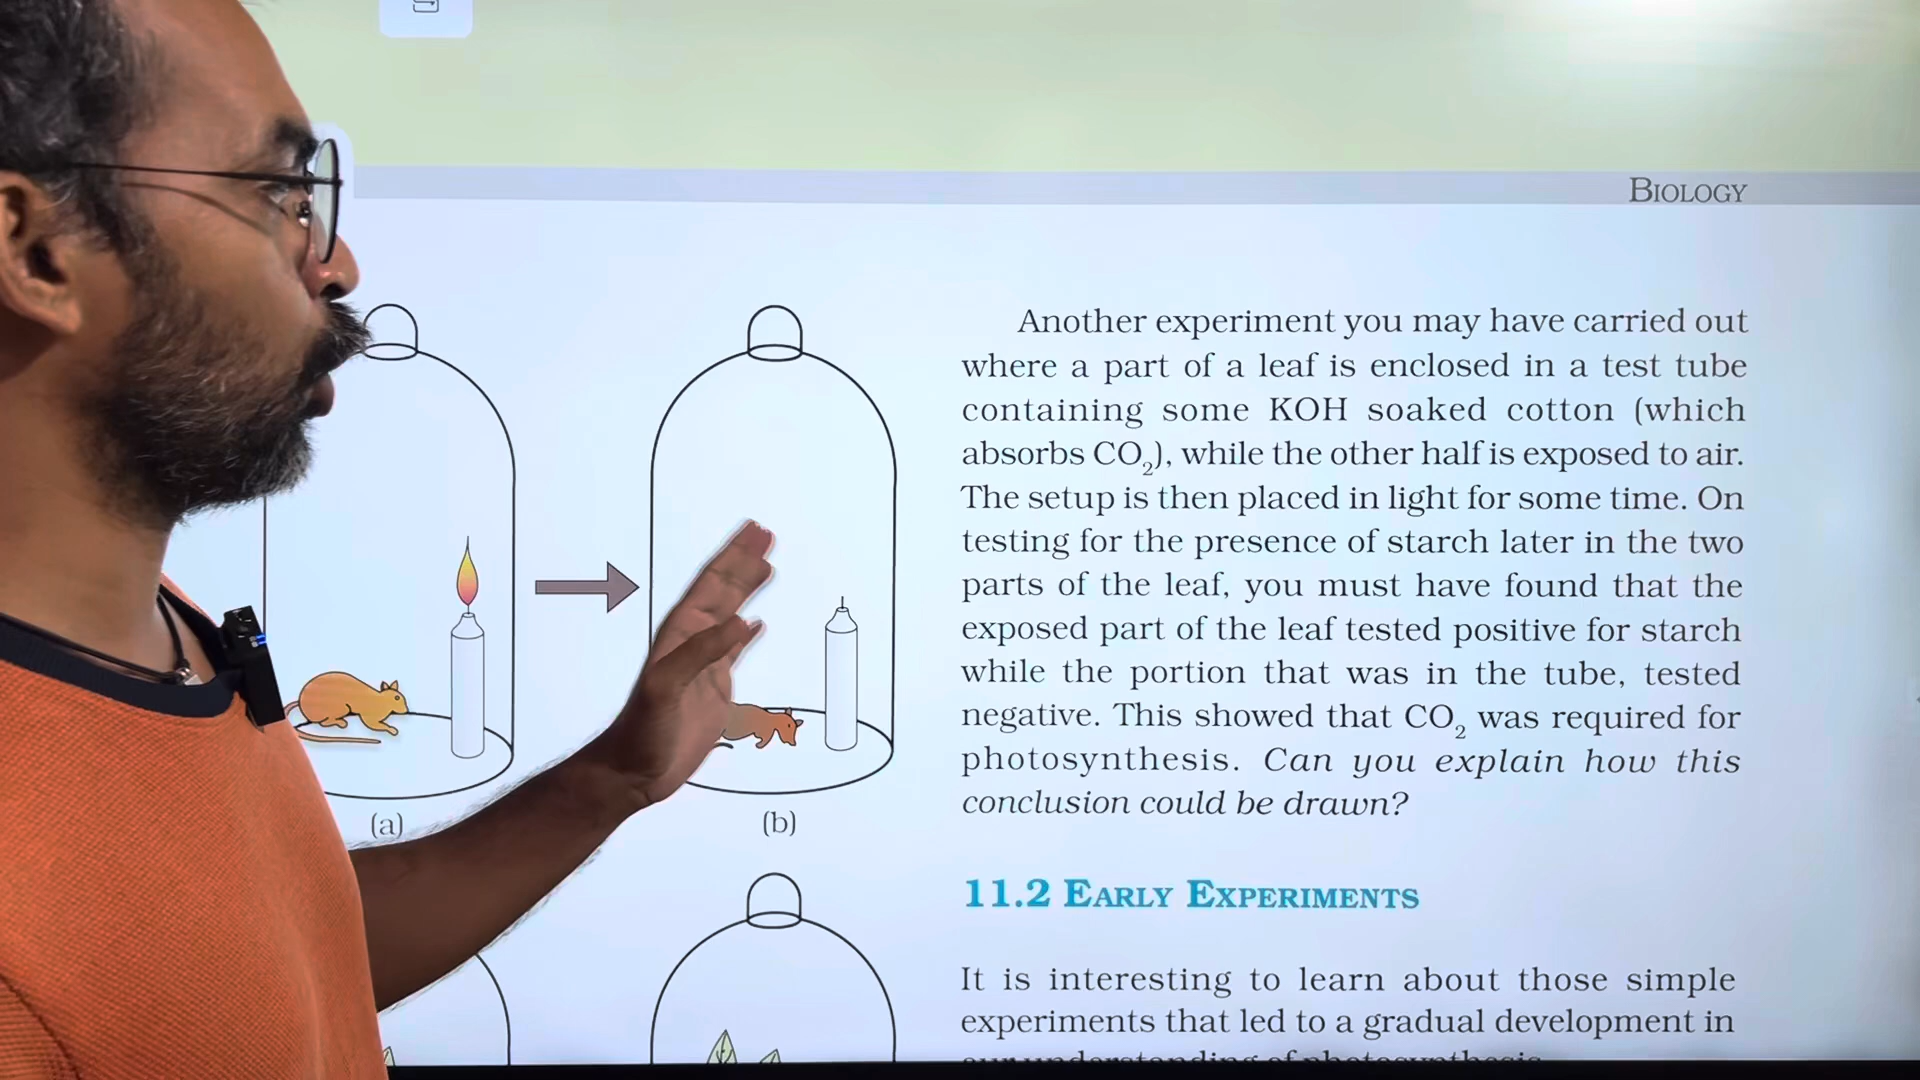 BIOLOGY
Another experiment you may have carried out
where a part of a leaf is enclosed in a test tube
containing some KOH soaked cotton (which
absorbs CO₂), while the other half is exposed to air.
The setup is then placed in light for some time. On
testing for the presence of starch later in the two
parts of the leaf, you must have found that the
exposed part of the leaf tested positive for starch
while the portion that was in the tube, tested
negative. This showed that CO₂ was required for
photosynthesis. Can you explain how this
conclusion could be drawn?
(a)
(b)
11.2 EARLY EXPERIMENTS
It is interesting to learn about those simple
experiments that led to a gradual development in
our understanding of photosynthesis.